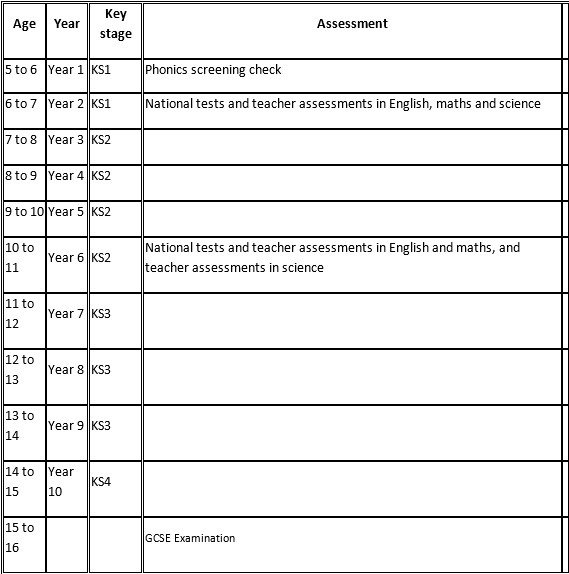 Age Year Key stage Assessment
5 to 6 Year 1 KS1 Phonics screening check
6 to 7 Year 2 KS1 National tests and teacher assessments in English, maths and science
7 to 8 Year 3 KS2
8 to 9 Year 4 KS2
9 to 10 Year 5 KS2
10 to 11 Year 6 KS2 National tests and teacher assessments in English and maths, and
teacher assessments in science
11 to 12 Year 7 KS3
12 to 13 Year 8 KS3
13 to 14 Year 9 KS3
14 to 15 Year 10 KS4
15 to 16 GCSE Examination